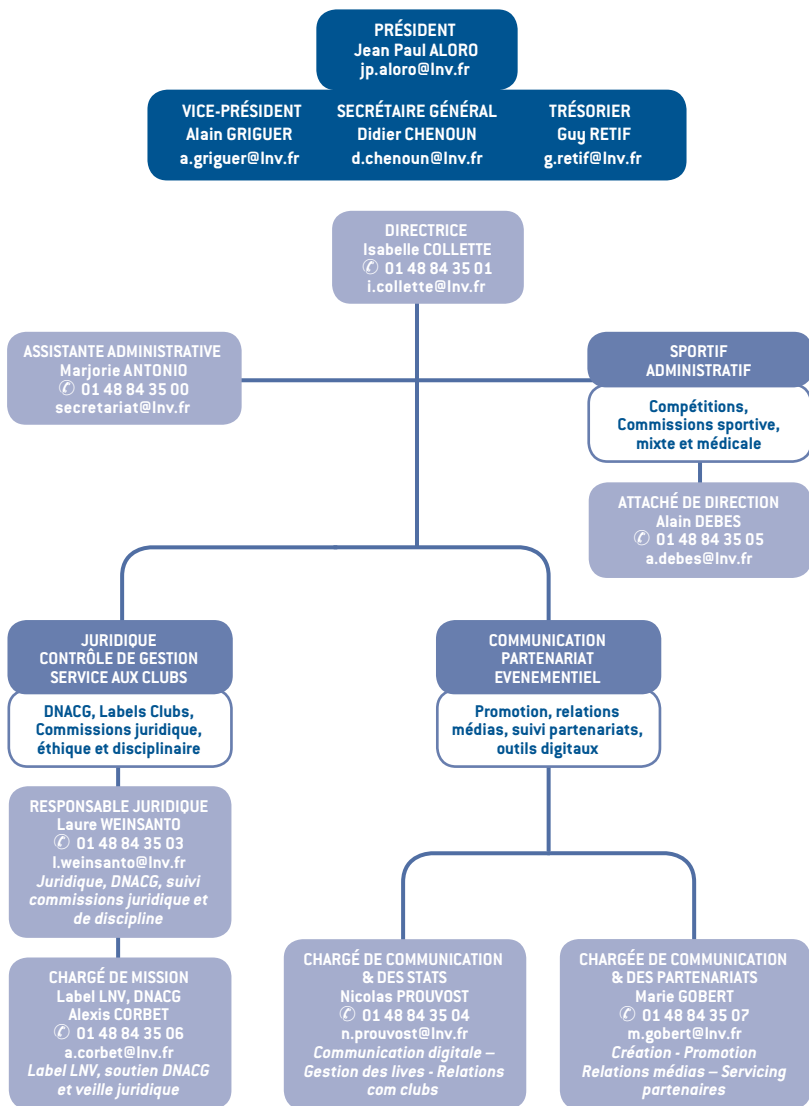 PRÉSIDENT
Jean Paul ALORO
jp.aloro@lnv.fr
VICE-PRÉSIDENT
Alain GRIGUER
a.griguer@lnv.fr
SECRÉTAIRE GÉNÉRAL
Didier CHENOUN
d.chenoun@lnv.fr
TRÉSORIER
Guy RETIF
g.retif@lnv.fr
DIRECTRICE
Isabelle COLLETTE
✆ 01 48 84 35 01
i.collette@lnv.fr
ASSISTANTE ADMINISTRATIVE
Marjorie ANTONIO
✆ 01 48 84 35 00
secretariat@lnv.fr
SPORTIF
ADMINISTRATIF
Compétitions,
Commissions sportive,
mixte et médicale
ATTACHÉ DE DIRECTION
Alain DEBES
✆ 01 48 84 35 05
a.debes@lnv.fr
JURIDIQUE
CONTRÔLE DE GESTION
SERVICE AUX CLUBS
DNACG, Labels Clubs,
Commissions juridique,
éthique et disciplinaire
RESPONSABLE JURIDIQUE
Laure WEINSANTO
✆ 01 48 84 35 03
l.weinsanto@lnv.fr
Juridique, DNACG, suivi
commissions juridique et
de discipline
CHARGÉ DE MISSION
Label LNV, DNACG
Alexis CORBET
✆ 01 48 84 35 06
a.corbet@lnv.fr
Label LNV, soutien DNACG
et veille juridique
COMMUNICATION
PARTENARIAT
EVENEMENTIEL
Promotion, relations
médias, suivi partenariats,
outils digitaux
CHARGÉ DE COMMUNICATION
& DES STATS
Nicolas PROUVOST
✆ 01 48 84 35 04
n.prouvost@lnv.fr
Communication digitale –
Gestion des lives - Relations
com clubs
CHARGÉE DE COMMUNICATION
& DES PARTENARIATS
Marie GOBERT
✆ 01 48 84 35 07
m.gobert@lnv.fr
Création - Promotion
Relations médias – Servicing
partenaires